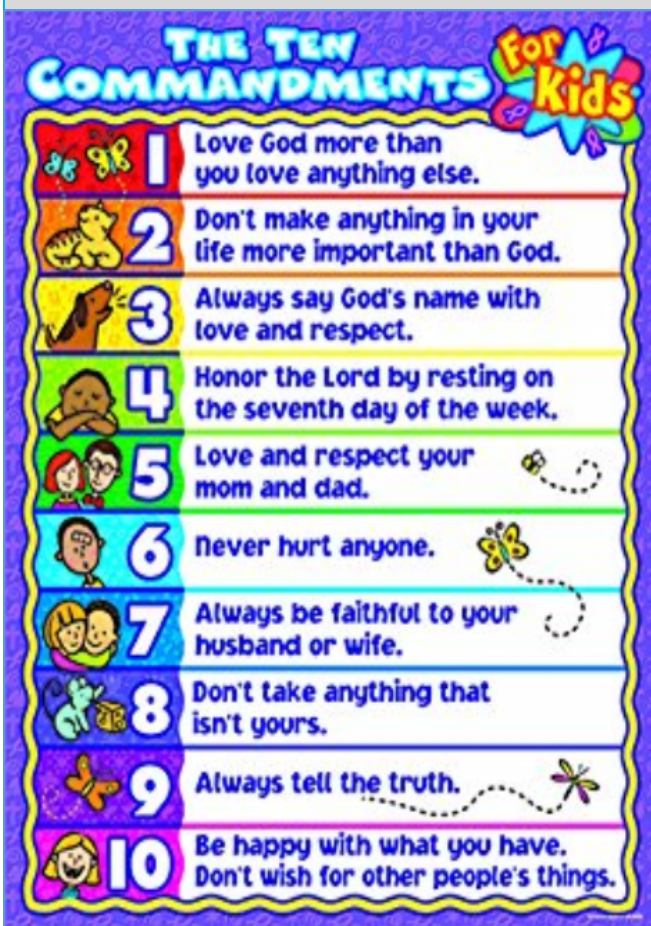 THE TEN
COMMANDMENTS
For
Kids
1
Love God more than
you love anything else.
2
Don't make anything in your
life more important than God.
3
Always say God's name with
love and respect.
4
Honor the Lord by resting on
the seventh day of the week.
5
Love and respect your
mom and dad.
6
Never hurt anyone.
7
Always be faithful to your
husband or wife.
8
Don't take anything that
isn't yours.
9
Always tell the truth.
10
Be happy with what you have.
Don't wish for other people's things.